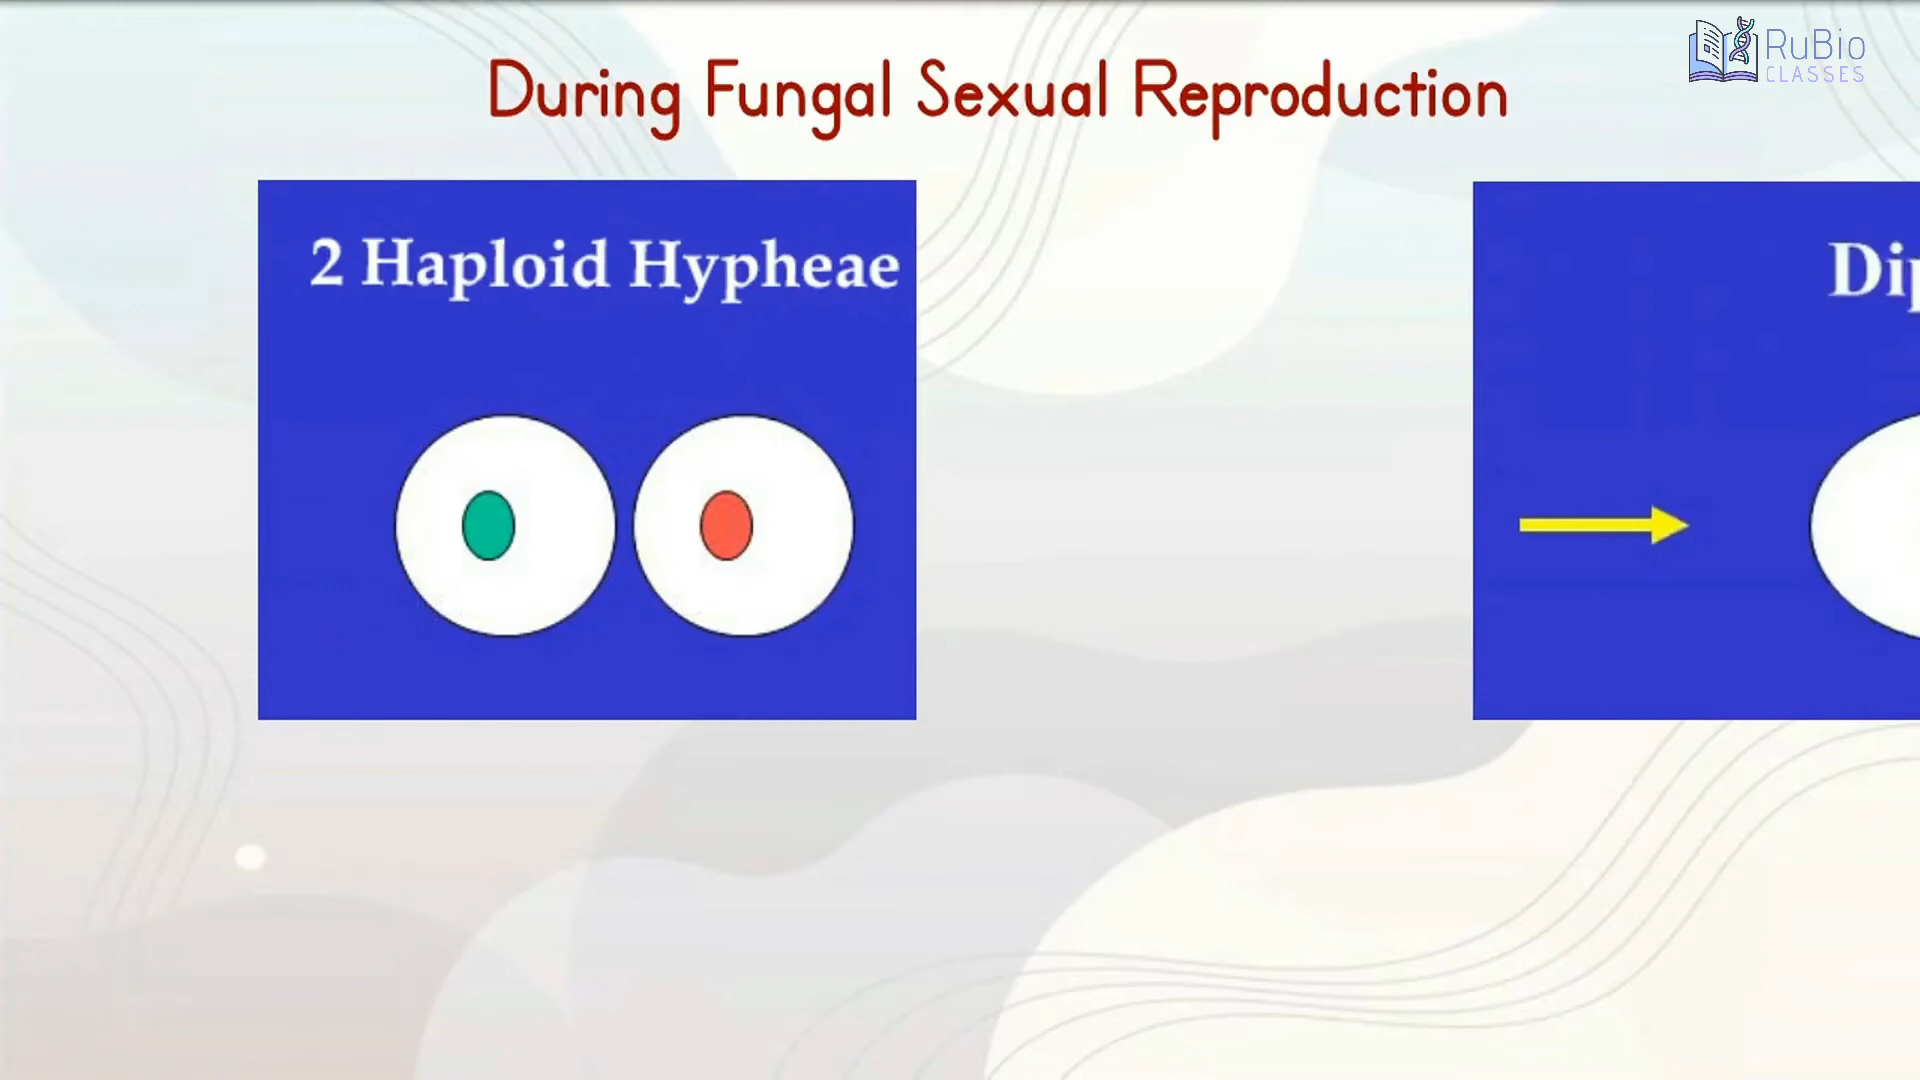 RuBio
CLASSES
During Fungal Sexual Reproduction
2 Haploid Hypheae